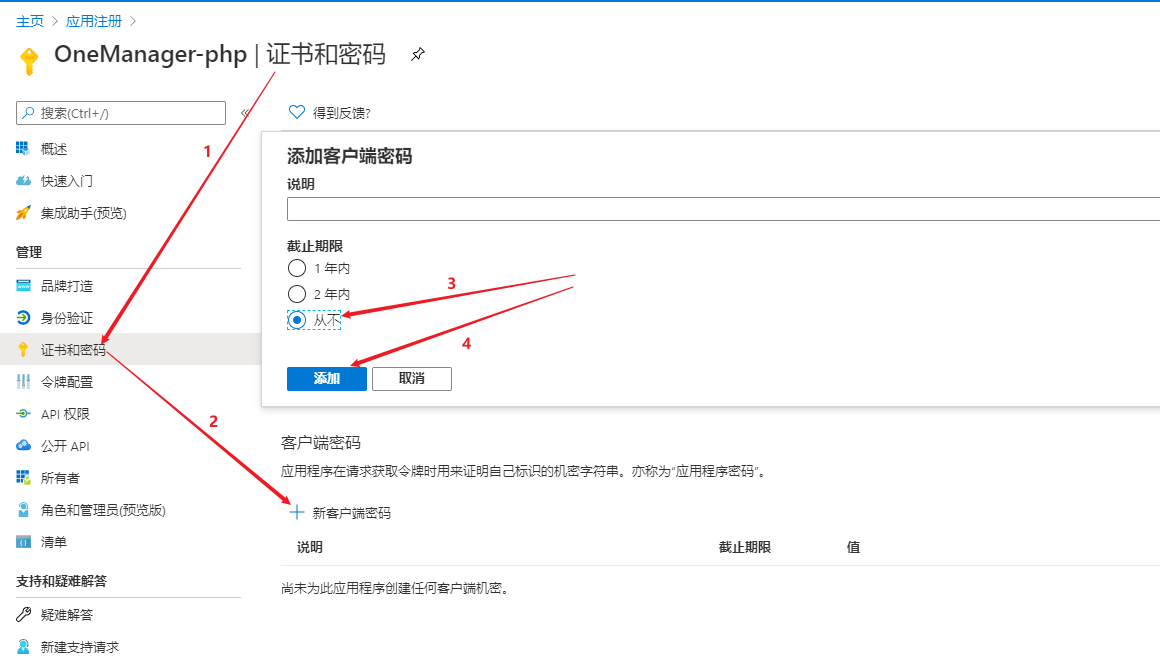 主页 > 应用注册 >
OneManager-php | 证书和密码
搜索(Ctrl+/)
«
概述
快速入门
集成助手(预览)
管理
品牌打造
身份验证
证书和密码
令牌配置
API 权限
公开 API
所有者
角色和管理员(预览版)
清单
支持和疑难解答
疑难解答
新建支持请求
得到反馈?
添加客户端密码
说明
截止期限
1 年内
2 年内
从不
添加 取消
客户端密码
应用程序在请求获取令牌时用来证明自己标识的机密字符串。亦称为“应用程序密码”。
新客户端密码
说明 截止期限 值
尚未为此应用程序创建任何客户端机密。
1
2
3
4